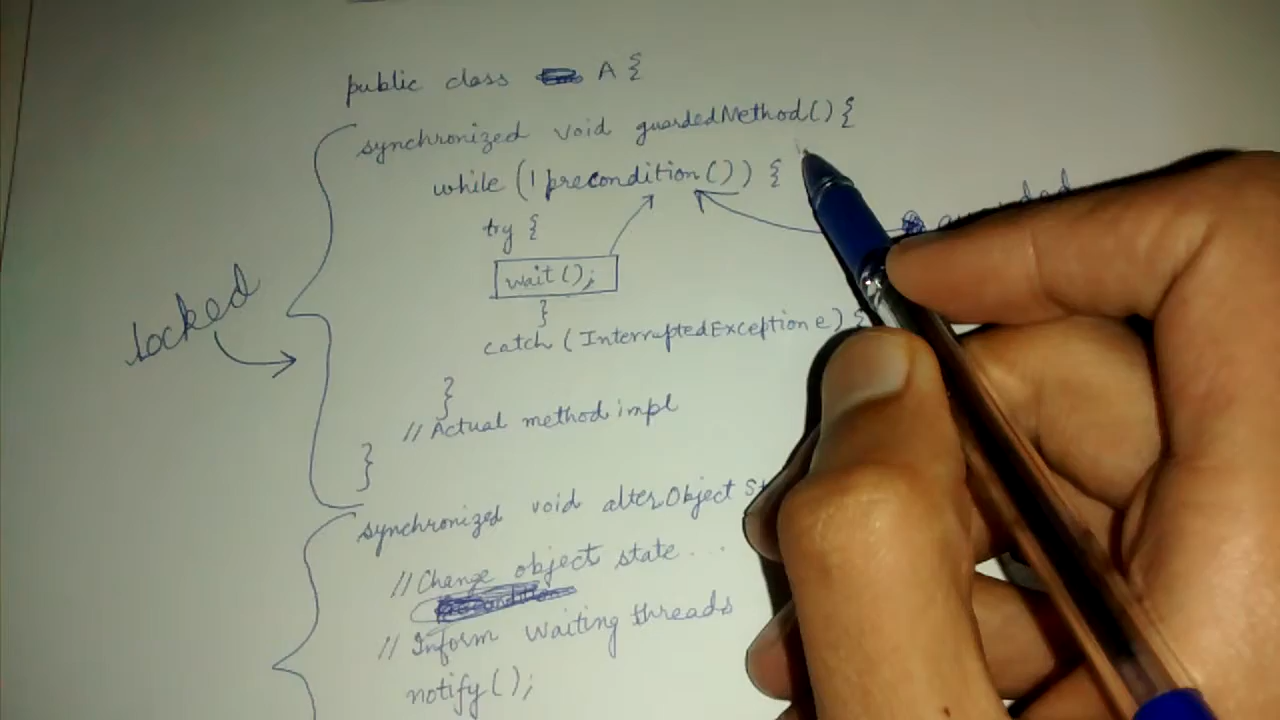 public class A {
synchronized void guardedMethod() {
while (! precondition()) {
try {
wait();
}
catch (InterruptedException e) {
}
// Actual method impl
}
synchronized void alterObject
// Change object state...
// Inform waiting threads
notify();
locked
guarded